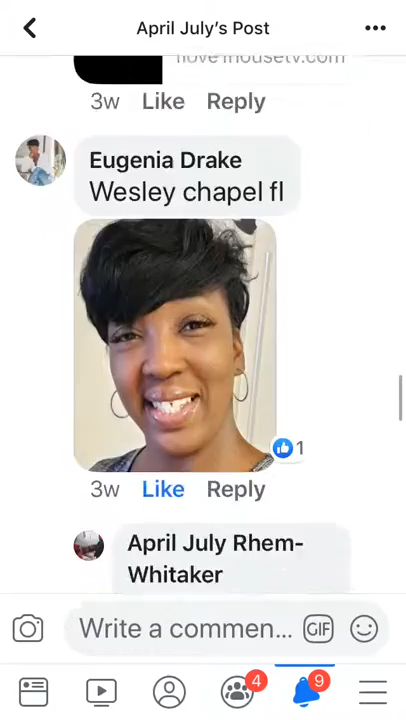 April July's Post
ilove1housetv.com
3w Like Reply
Eugenia Drake
Wesley chapel fl
1
3w Like Reply
April July Rhem-
Whitaker
Write a commen... GIF
4 9